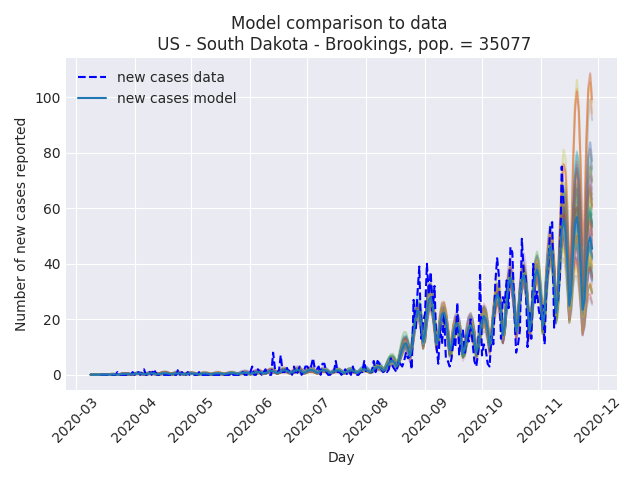 Model comparison to data
US - South Dakota - Brookings, pop. = 35077
new cases data
new cases model
Number of new cases reported
100
80
60
40
20
0
2020-03
2020-04
2020-05
2020-06
2020-07
2020-08
2020-09
2020-10
2020-11
2020-12
Day